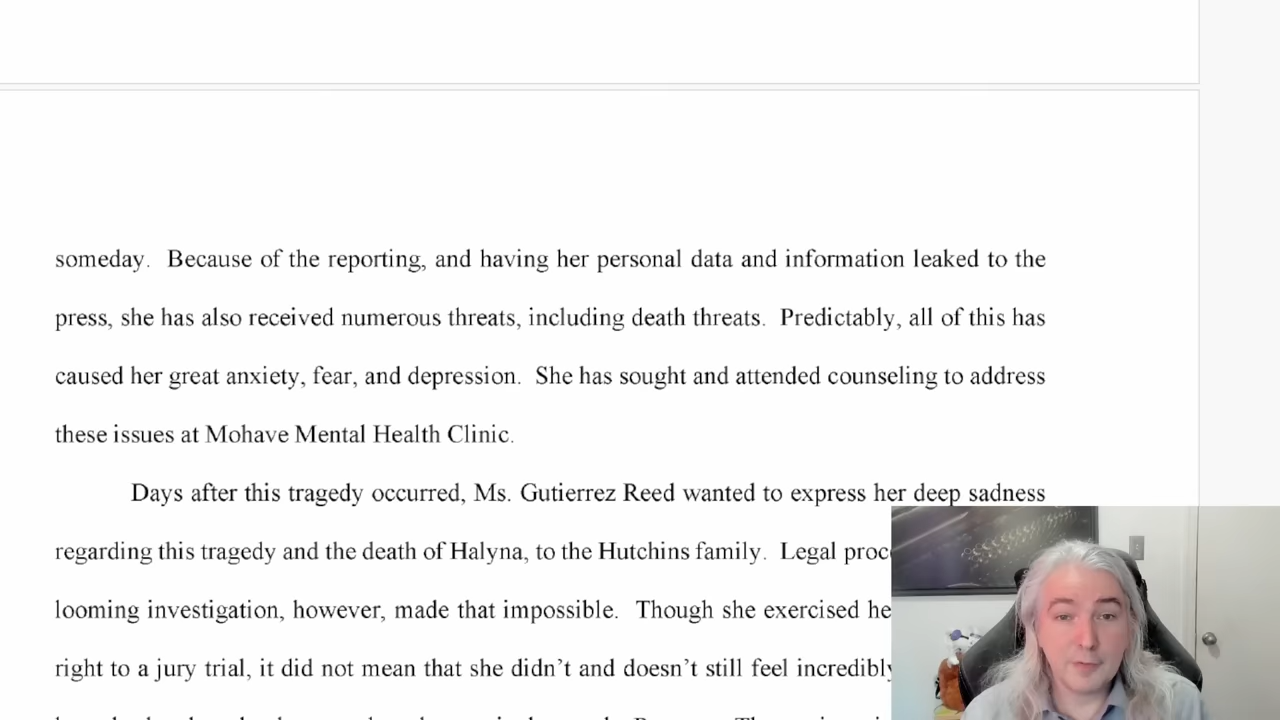 someday. Because of the reporting, and having her personal data and information leaked to the
press, she has also received numerous threats, including death threats. Predictably, all of this has
caused her great anxiety, fear, and depression. She has sought and attended counseling to address
these issues at Mohave Mental Health Clinic.
Days after this tragedy occurred, Ms. Gutierrez Reed wanted to express her deep sadness
regarding this tragedy and the death of Halyna, to the Hutchins family. Legal proc
looming investigation, however, made that impossible. Though she exercised he
right to a jury trial, it did not mean that she didn't and doesn't still feel incredibly